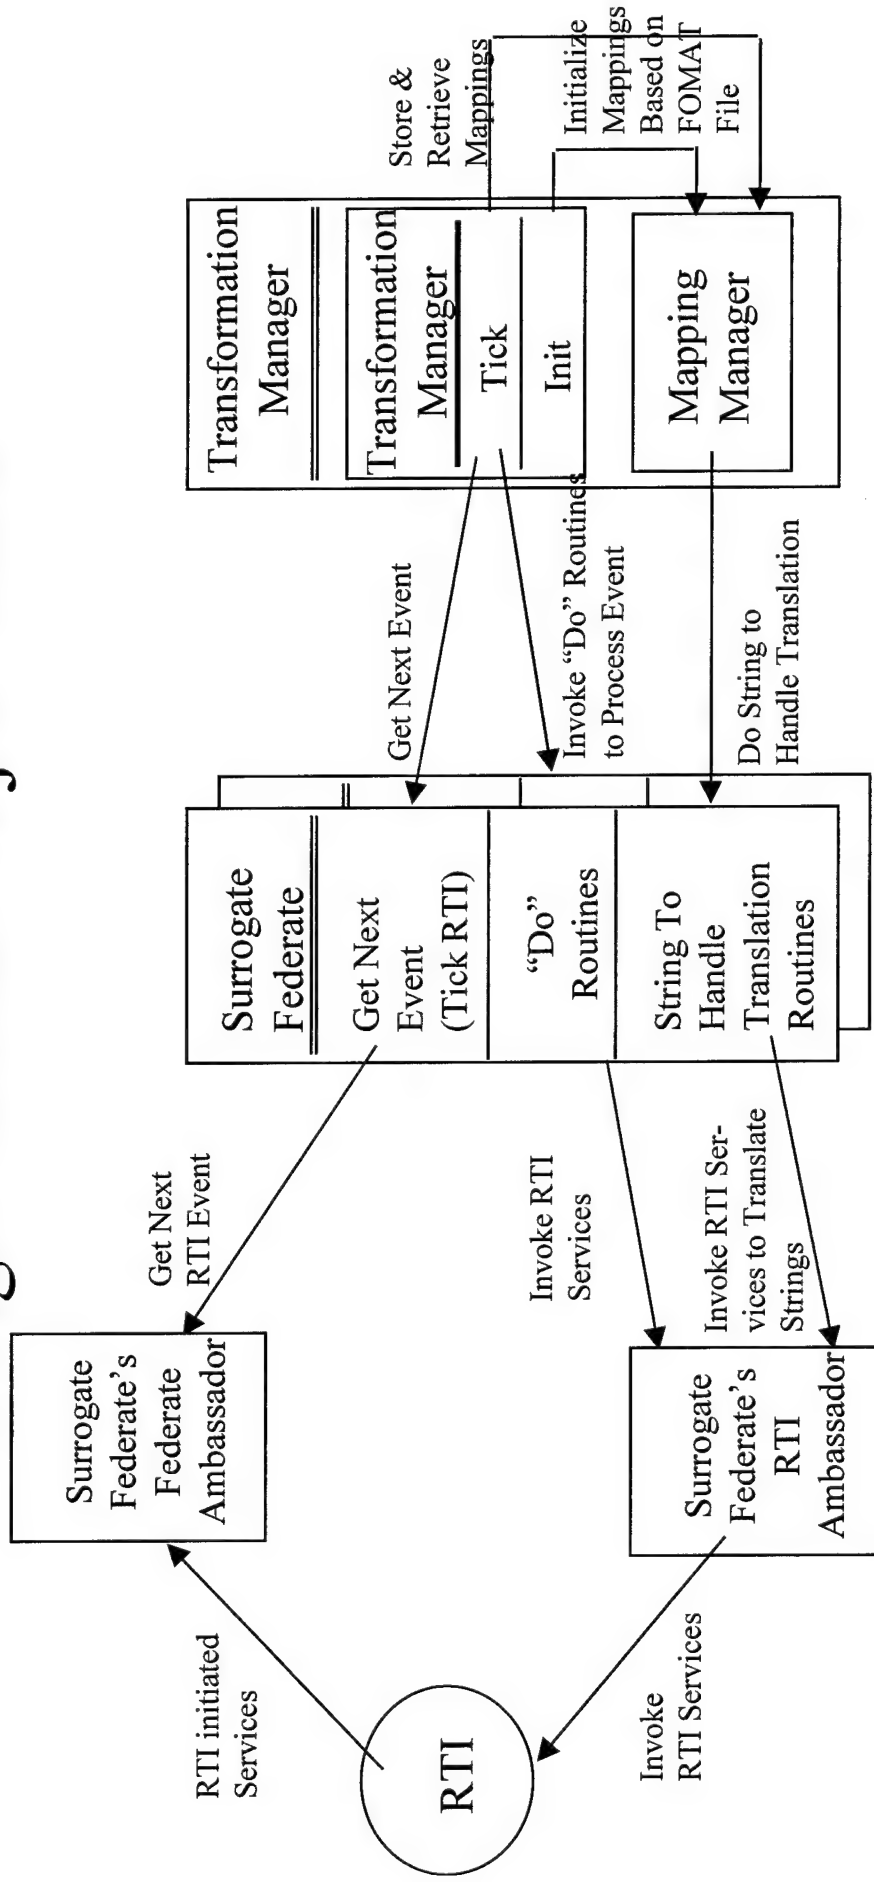 Surrogate
Federate's
Federate
Ambassador
RTI initiated
Services
RTI
Invoke
RTI Services
Surrogate
Federate's
RTI
Ambassador
Get Next
RTI Event
Invoke RTI
Services
Invoke RTI Ser-
vices to Translate
Strings
Surrogate
Federate
Get Next
Event
(Tick RTI)
“Do”
Routines
String To
Handle
Translation
Routines
Get Next Event
Invoke “Do” Routines
to Process Event
Do String to
Handle Translation
Transformation
Manager
Transformation
Manager
Tick
Init
Mapping
Manager
Store &
Retrieve
Mappings
Initialize
Mappings
Based on
FOMAT
File